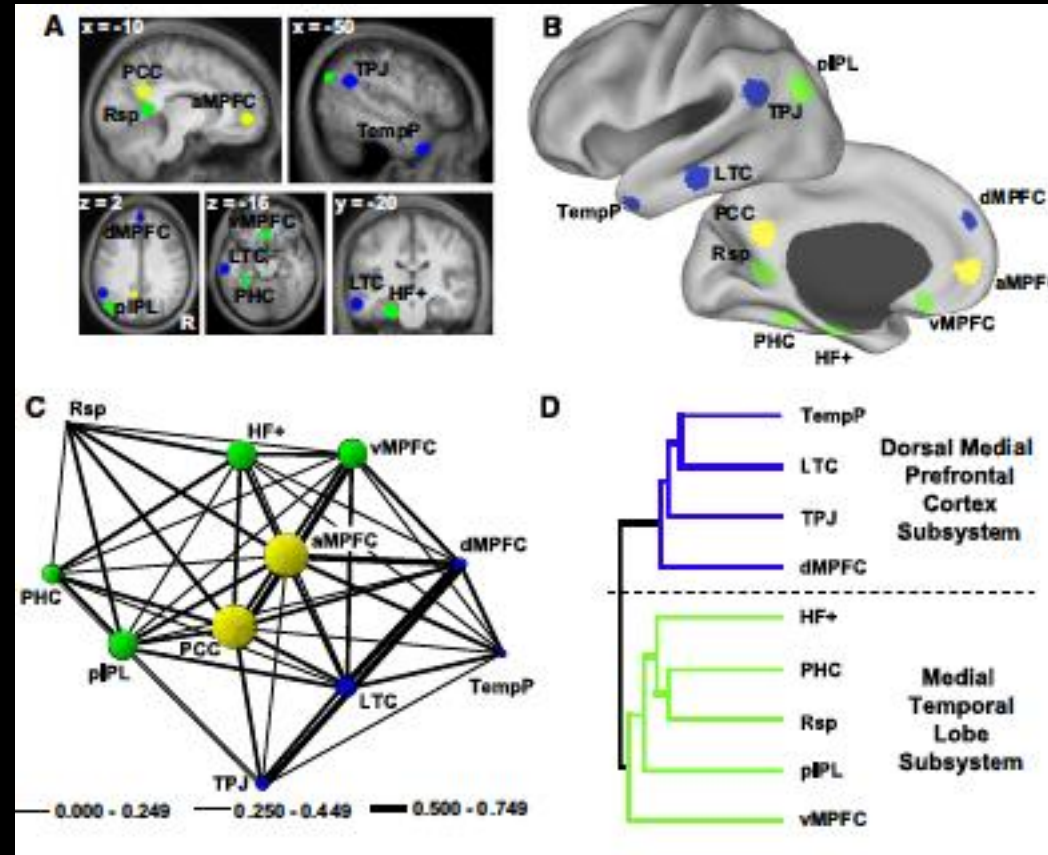 A
x = -10
PCC
Rsp
aMPFC
x = -50
TPJ
TempP
z = 2
dMPFC
pIPL
R
z = -16
vMPFC
LTC
PHC
y = -20
LTC
HF+
B
pIPL
TPJ
LTC
TempP
PCC
Rsp
dMPFC
aMPF
vMPFC
PHC
HF+
C
Rsp
HF+
vMPFC
aMPFC
dMPFC
PHC
pIPL
PCC
LTC
TempP
TPJ
0.000 - 0.249
0.250 - 0.449
0.500 - 0.749
D
TempP
LTC
TPJ
dMPFC
Dorsal Medial
Prefrontal
Cortex
Subsystem
HF+
PHC
Rsp
pIPL
vMPFC
Medial
Temporal
Lobe
Subsystem